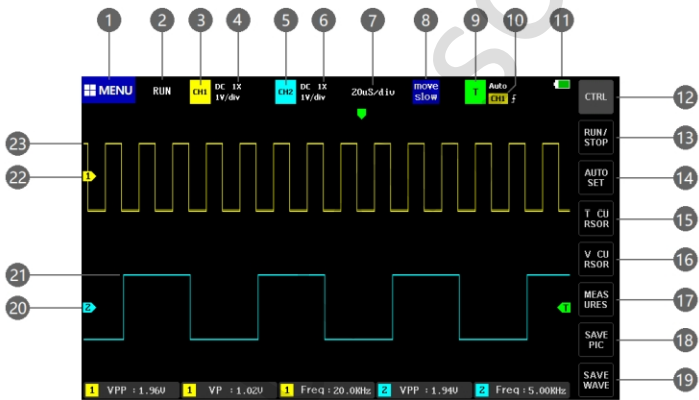 SC
1 2 3 4 5 6 7 8 9 10 11
MENU RUN CH1 DC 1X CH2 DC 1X 20uS/div move T Auto
1V/div 1V/div slow CH1
CTRL 12
RUN/
STOP 13
AUTO
SET 14
T CU
RSOR 15
V CU
RSOR 16
MEAS
URES 17
SAVE
PIC 18
SAVE
WAVE 19
23
22 1
21
20 2 T
1 VPP :1.96V 1 VP :1.02V 1 Freq:20.0KHz 2 VPP :1.94V 2 Freq:5.00KHz